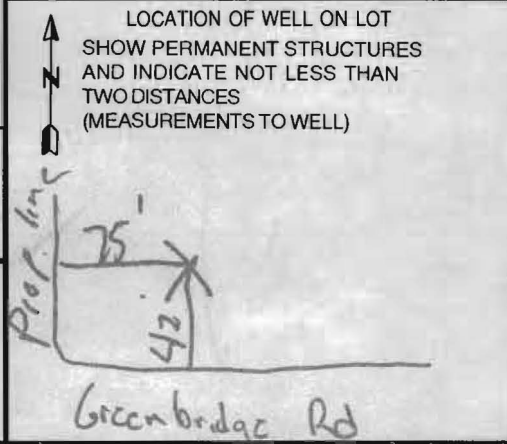 LOCATION OF WELL ON LOT
SHOW PERMANENT STRUCTURES
AND INDICATE NOT LESS THAN
TWO DISTANCES
(MEASUREMENTS TO WELL)
N
Prop. line
75'
42
Greenbridge Rd